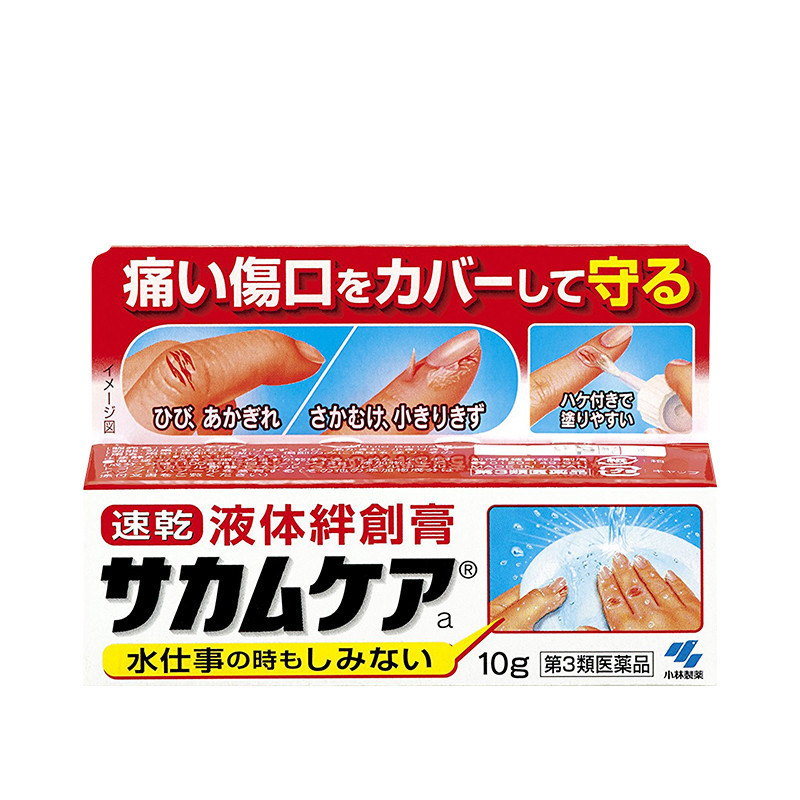 痛い傷口をカバーして守る
イメージ図
ひび、あかぎれ
さかむけ、小きりきず
ハケ付きで
塗りやすい
速乾 液体絆創膏
サカムケア®a
水仕事の時もしみない
10g 第3類医薬品
小林製薬